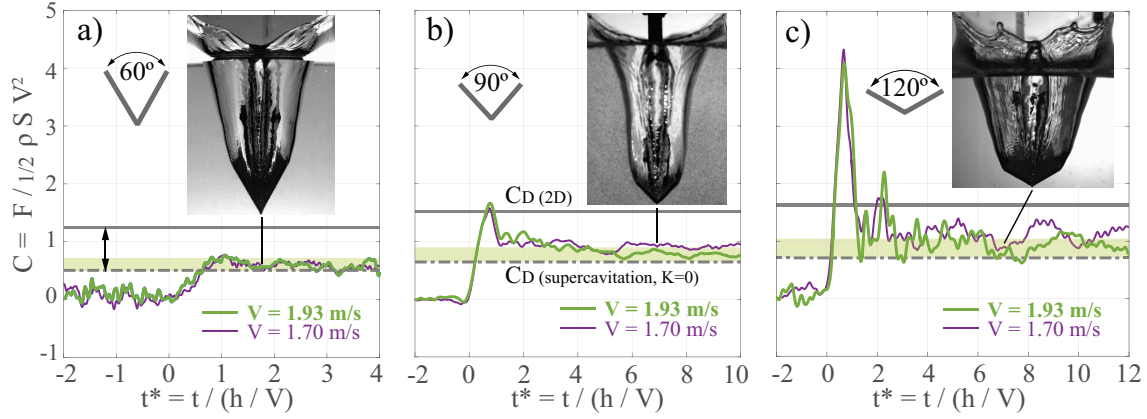 C = F / 1/2 ρ S V²
5
4
3
2
1
0
-1
a)
60º
V = 1.93 m/s
V = 1.70 m/s
-2 -1 0 1 2 3 4
t* = t / (h / V)
b)
90º
C_D (2D)
C_D (supercavitation, K=0)
V = 1.93 m/s
V = 1.70 m/s
-2 0 2 4 6 8 10
t* = t / (h / V)
c)
120º
V = 1.93 m/s
V = 1.70 m/s
-2 0 2 4 6 8 10 12
t* = t / (h / V)